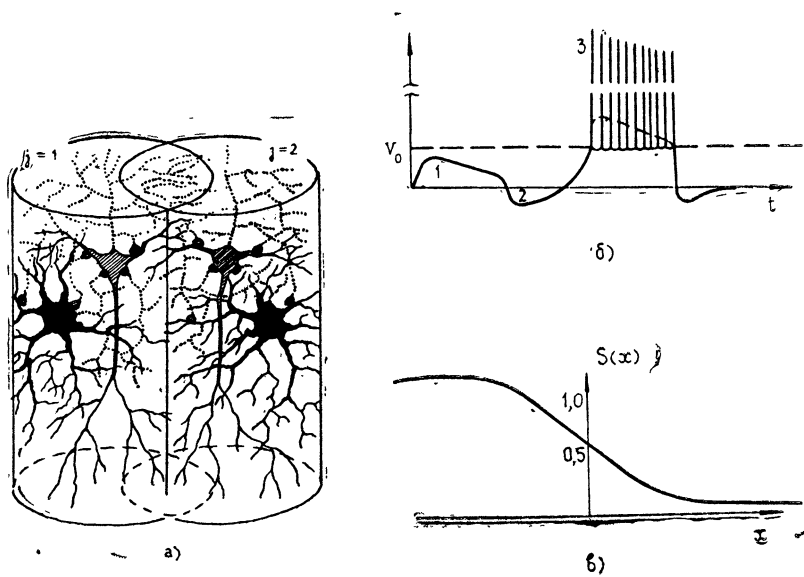 j = 1
j = 2
а)
3
V₀
1
2
t
б)
S(x)
1,0
0,5
x
в)